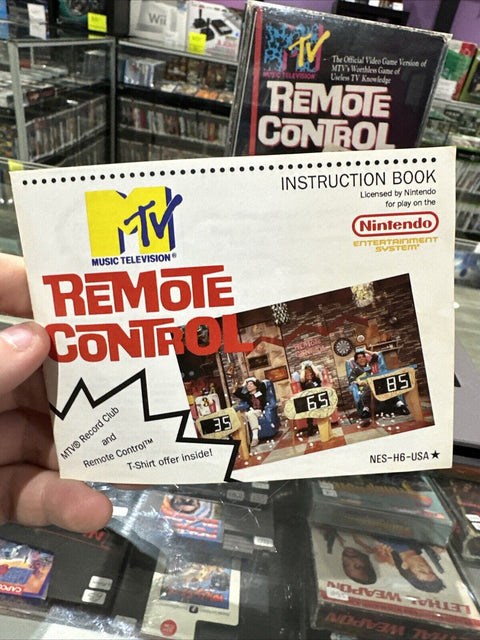 Wii
MTV
MUSIC TELEVISION®
The Official Video Game Version of
MTV's Worthless Game of
Useless TV Knowledge
REMOTE
CONTROL
INSTRUCTION BOOK
Licensed by Nintendo
for play on the
Nintendo
ENTERTAINMENT
SYSTEM®
MTV
MUSIC TELEVISION®
REMOTE
CONTROL
35
65
85
MTV® Record Club
and
Remote Control™
T-Shirt offer inside!
NES-H6-USA★
LETHAL WEAPON
CAPCOM